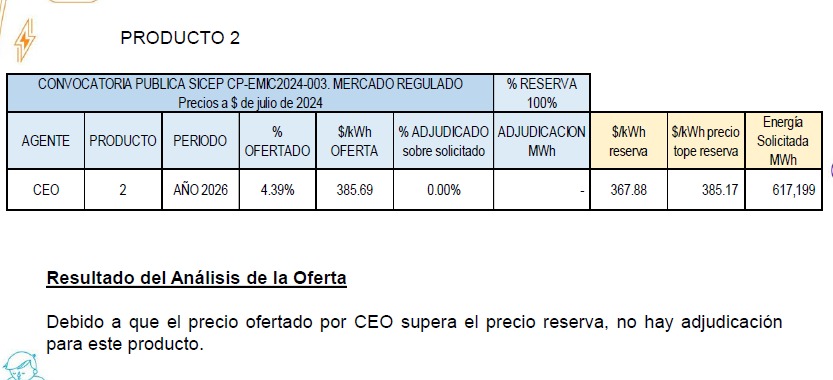 PRODUCTO 2
CONVOCATORIA PUBLICA SICEP CP-EMIC2024-003. MERCADO REGULADO
Precios a $ de julio de 2024
% RESERVA
100%
AGENTE
PRODUCTO
PERIODO
%
OFERTADO
$/kWh
OFERTA
% ADJUDICADO
sobre solicitado
ADJUDICACION
MWh
$/kWh
reserva
$/kWh precio
tope reserva
Energía
Solicitada
MWh
CEO 2 AÑO 2026 4.39% 385.69 0.00% - 367.88 385.17 617,199
Resultado del Análisis de la Oferta
Debido a que el precio ofertado por CEO supera el precio reserva, no hay adjudicación
para este producto.